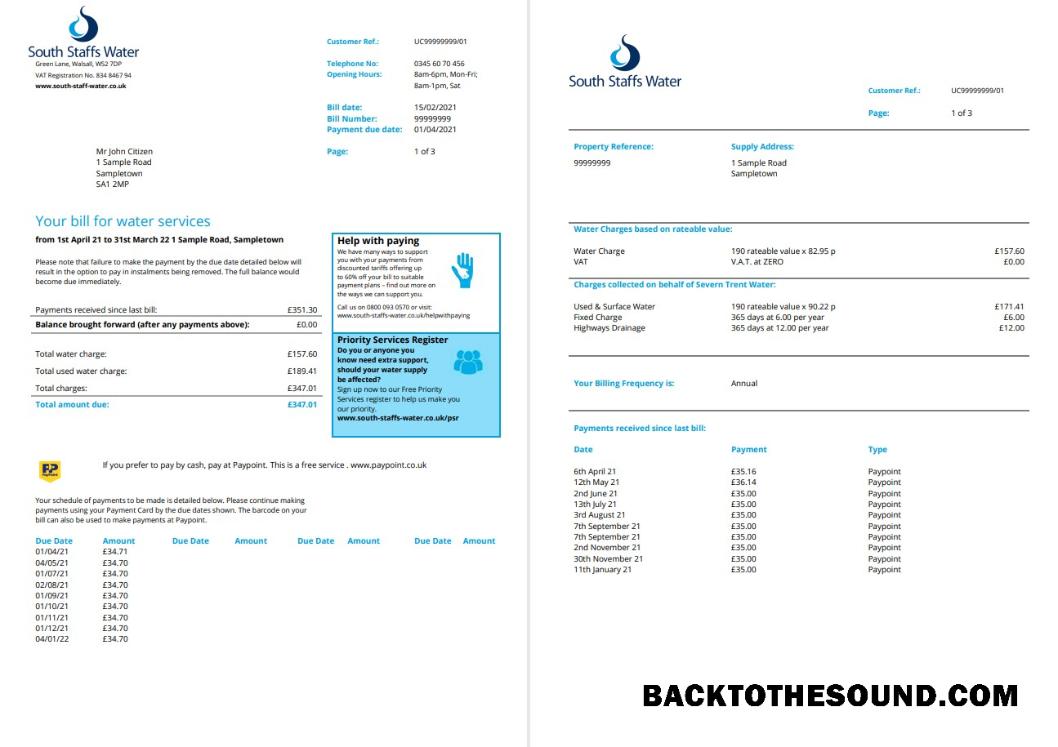 South Staffs Water
Green Lane, Walsall, WS2 7DP
VAT Registation No. 834 8467 94
www.south-staff-water.co.uk
Customer Ref.: UC99999999/01
Telephone No: 0345 60 70 456
Opening Hours: 8am-6pm, Mon-Fri;
8am-1pm, Sat
Bill date: 15/02/2021
Bill Number: 99999999
Payment due date: 01/04/2021
Page: 1 of 3
Mr John Citizen
1 Sample Road
Sampletown
SA1 2MP
Your bill for water services
from 1st April 21 to 31st March 22 1 Sample Road, Sampletown
Please note that failure to make the payment by the due date detailed below will
result in the option to pay in instalments being removed. The full balance would
become due immediately.
Payments received since last bill: £351.30
Balance brought forward (after any payments above): £0.00
Total water charge: £157.60
Total used water charge: £189.41
Total charges: £347.01
Total amount due: £347.01
Help with paying
We have many ways to support
you with your payments from
discounted tariffs offering up
to 60% off your bill to suitable
payment plans – find out more on
the ways we can support you.
Call us on 0800 093 0570 or visit:
www.south-staffs-water.co.uk/helpwithpaying
Priority Services Register
Do you or anyone you
know need extra support,
should your water supply
be affected?
Sign up now to our Free Priority
Services register to help us make you
our priority.
www.south-staffs-water.co.uk/psr
PayPoint
If you prefer to pay by cash, pay at Paypoint. This is a free service . www.paypoint.co.uk
Your schedule of payments to be made is detailed below. Please continue making
payments using your Payment Card by the due dates shown. The barcode on your
bill can also be used to make payments at Paypoint.
Due Date Amount Due Date Amount Due Date Amount Due Date Amount
01/04/21 £34.71
04/05/21 £34.70
01/07/21 £34.70
02/08/21 £34.70
01/09/21 £34.70
01/10/21 £34.70
01/11/21 £34.70
01/12/21 £34.70
04/01/22 £34.70
South Staffs Water
Customer Ref.: UC99999999/01
Page: 1 of 3
Property Reference: Supply Address:
99999999 1 Sample Road
Sampletown
Water Charges based on rateable value:
Water Charge 190 rateable value × 82.95 p £157.60
VAT V.A.T. at ZERO £0.00
Charges collected on behalf of Severn Trent Water:
Used & Surface Water 190 rateable value x 90.22 p £171.41
Fixed Charge 365 days at 6.00 per year £6.00
Highways Drainage 365 days at 12.00 per year £12.00
Your Billing Frequency is: Annual
Payments received since last bill:
Date Payment Type
6th April 21 £35.16 Paypoint
12th May 21 £36.14 Paypoint
2nd June 21 £35.00 Paypoint
13th July 21 £35.00 Paypoint
3rd August 21 £35.00 Paypoint
7th September 21 £35.00 Paypoint
7th September 21 £35.00 Paypoint
2nd November 21 £35.00 Paypoint
30th November 21 £35.00 Paypoint
11th January 21 £35.00 Paypoint
BACKTOTHESOUND.COM